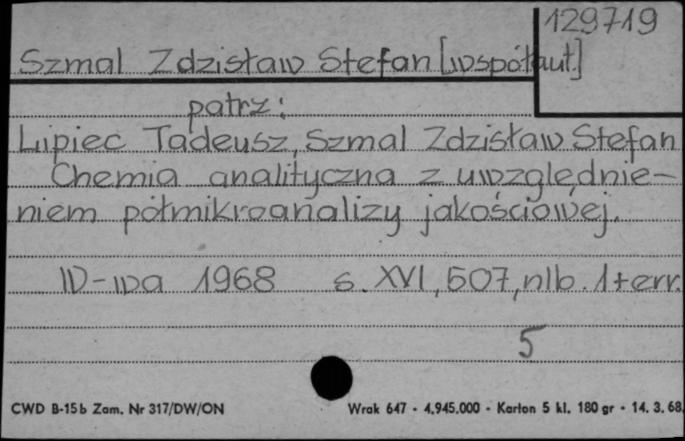 129719
Szmal Zdzisław Stefan [współaut.]
patrz:
Lipiec Tadeusz, Szmal Zdzisław Stefan
Chemia analityczna z uwzględnie-
niem półmikroanalizy jakościowej.
W-wa 1968 s. XVI, 507, nlb. 1 + err.
5
CWD B-15b Zam. Nr 317/DW/ON Wrak 647 - 4.945.000 - Karton 5 kl. 180 gr - 14. 3. 68.